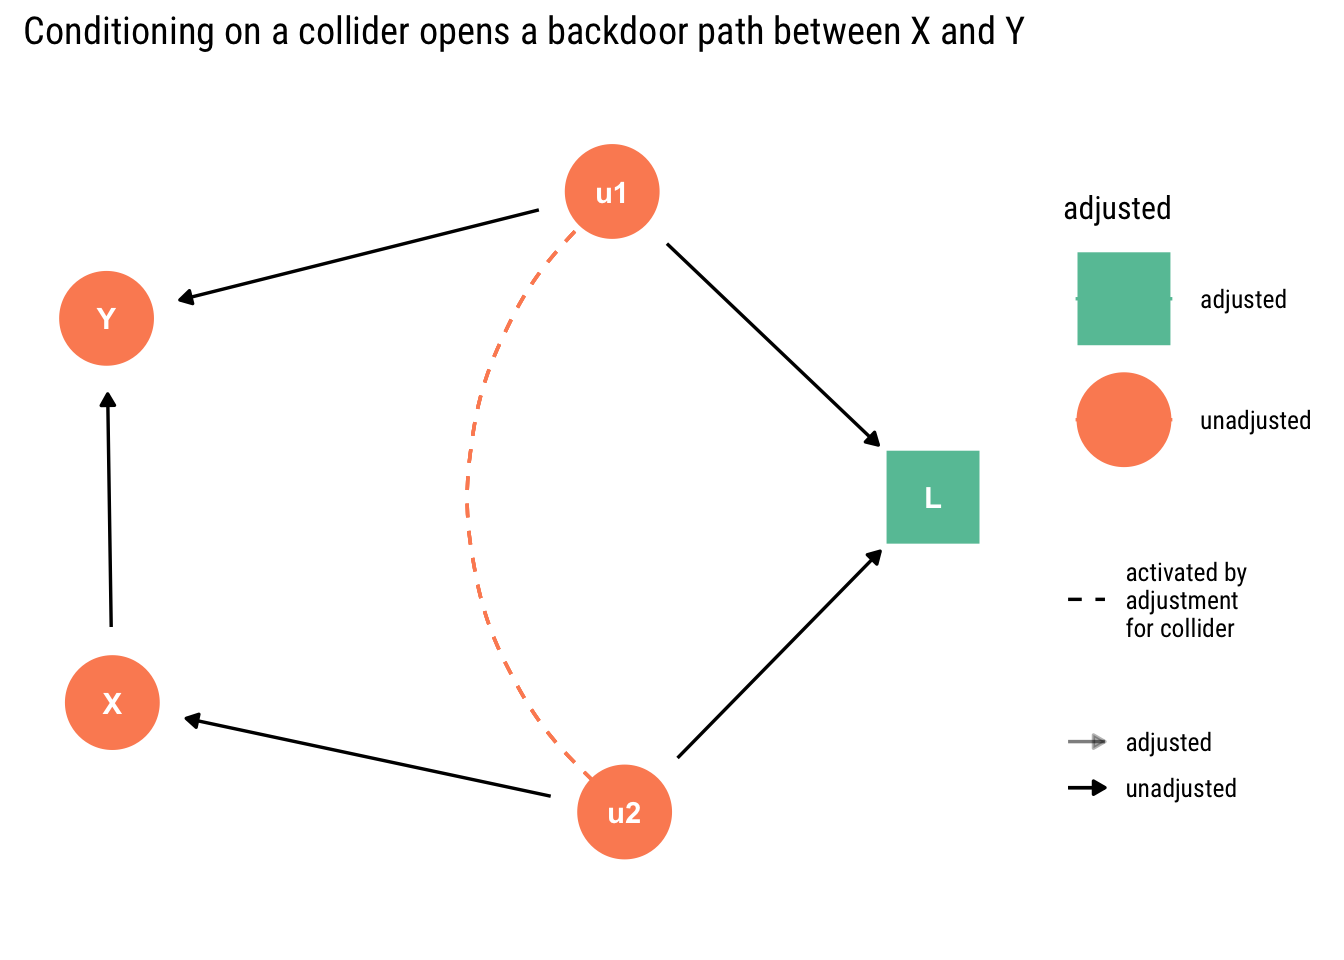 Conditioning on a collider opens a backdoor path between X and Y
u1
Y
L
X
u2
adjusted
adjusted
unadjusted
activated by
adjustment
for collider
adjusted
unadjusted